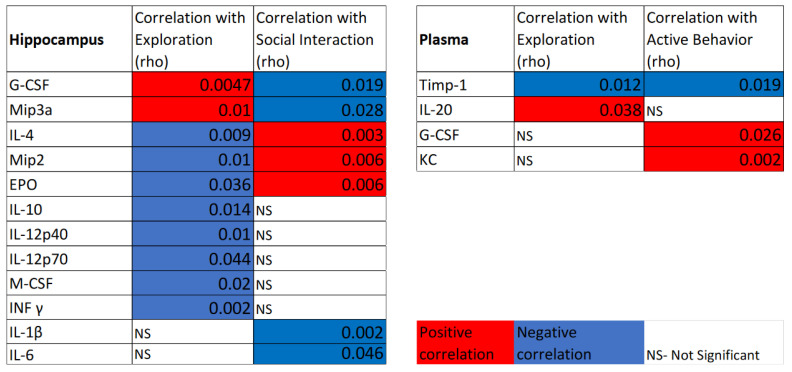 Hippocampus Correlation with Exploration (rho) Correlation with Social Interaction (rho)
G-CSF 0.0047 0.019
Mip3a 0.01 0.028
IL-4 0.009 0.003
Mip2 0.01 0.006
EPO 0.036 0.006
IL-10 0.014 NS
IL-12p40 0.01 NS
IL-12p70 0.044 NS
M-CSF 0.02 NS
INF γ 0.002 NS
IL-1β NS 0.002
IL-6 NS 0.046
Plasma Correlation with Exploration (rho) Correlation with Active Behavior (rho)
Timp-1 0.012 0.019
IL-20 0.038 NS
G-CSF NS 0.026
KC NS 0.002
Positive correlation
Negative correlation
NS- Not Significant